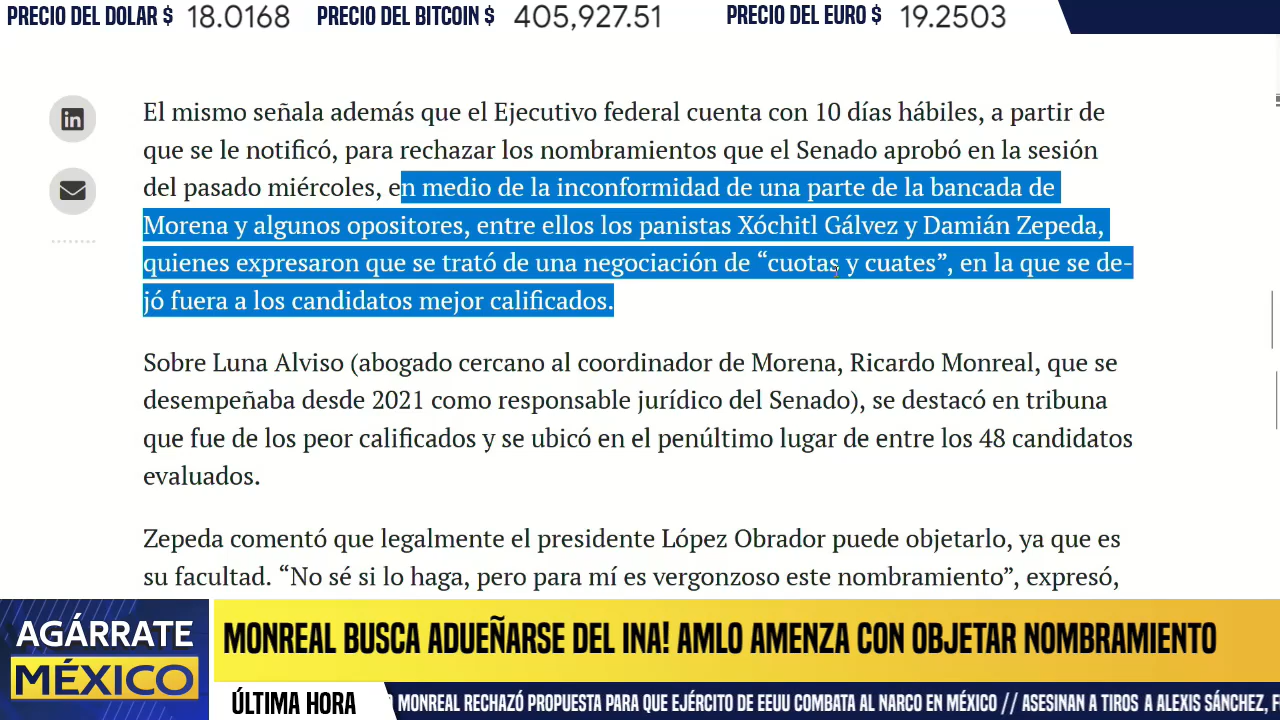 PRECIO DEL DOLAR $ 18.0168 PRECIO DEL BITCOIN $ 405,927.51 PRECIO DEL EURO $ 19.2503
El mismo señala además que el Ejecutivo federal cuenta con 10 días hábiles, a partir de
que se le notificó, para rechazar los nombramientos que el Senado aprobó en la sesión
del pasado miércoles, en medio de la inconformidad de una parte de la bancada de
Morena y algunos opositores, entre ellos los panistas Xóchitl Gálvez y Damián Zepeda,
quienes expresaron que se trató de una negociación de “cuotas y cuates”, en la que se de-
jó fuera a los candidatos mejor calificados.
Sobre Luna Alviso (abogado cercano al coordinador de Morena, Ricardo Monreal, que se
desempeñaba desde 2021 como responsable jurídico del Senado), se destacó en tribuna
que fue de los peor calificados y se ubicó en el penúltimo lugar de entre los 48 candidatos
evaluados.
Zepeda comentó que legalmente el presidente López Obrador puede objetarlo, ya que es
su facultad. “No sé si lo haga, pero para mí es vergonzoso este nombramiento”, expresó,
AGÁRRATE
MÉXICO
MONREAL BUSCA ADUEÑARSE DEL INA! AMLO AMENZA CON OBJETAR NOMBRAMIENTO
ÚLTIMA HORA
MONREAL RECHAZÓ PROPUESTA PARA QUE EJÉRCITO DE EEUU COMBATA AL NARCO EN MÉXICO // ASESINAN A TIROS A ALEXIS SÁNCHEZ, F